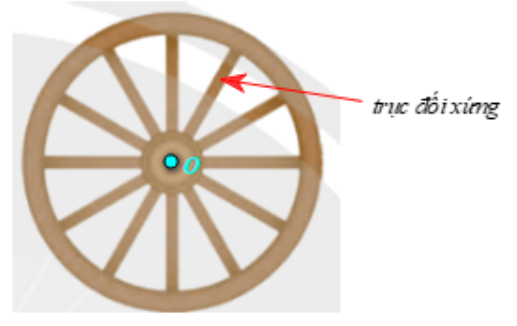 trục đối xứng
O